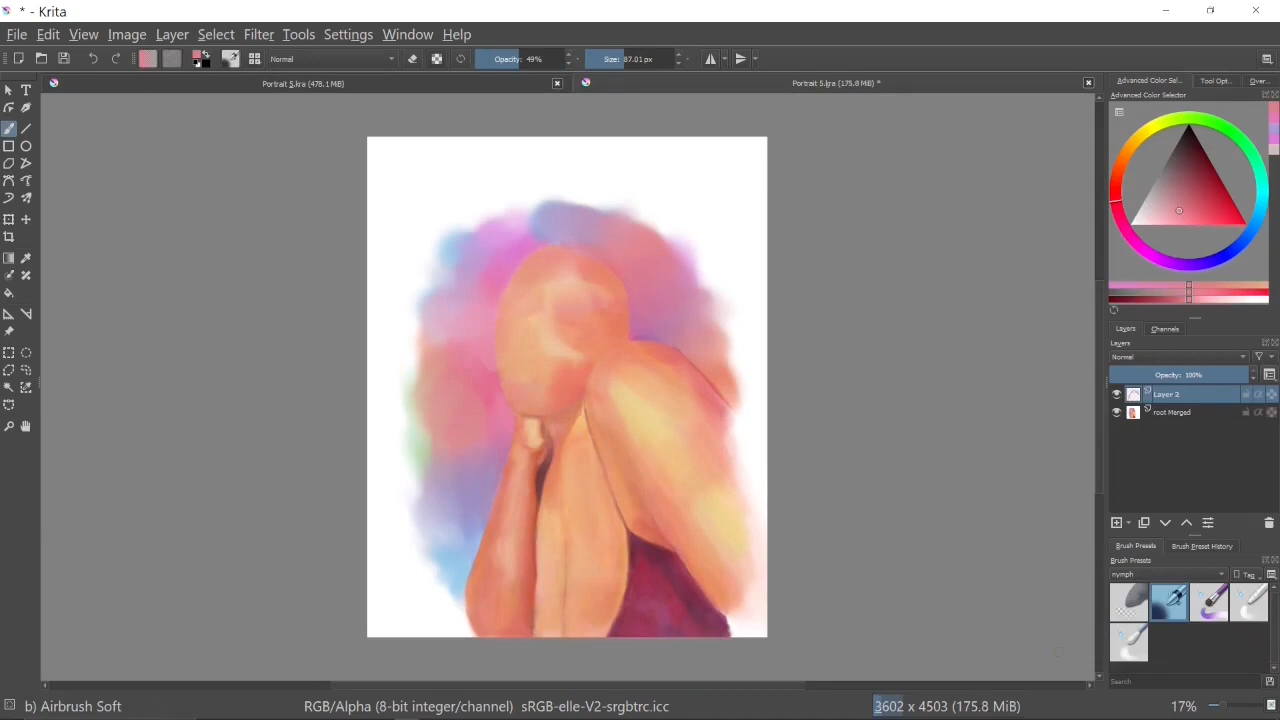 * - Krita
File Edit View Image Layer Select Filter Tools Settings Window Help
Normal Opacity: 49% Size: 87.01 px
Portrait 5.kra (478.1 MiB) Portrait 5.kra (175.8 MiB) *
Advanced Color Sel... Tool Opt... Over...
Advanced Color Selector
Layers Channels
Layers
Normal
Opacity: 100%
Layer 2
root Merged
Brush Presets Brush Preset History
Brush Presets
nymph Tag
Search
b) Airbrush Soft RGB/Alpha (8-bit integer/channel) sRGB-elle-V2-srgbtrc.icc 3602 x 4503 (175.8 MiB) 17%